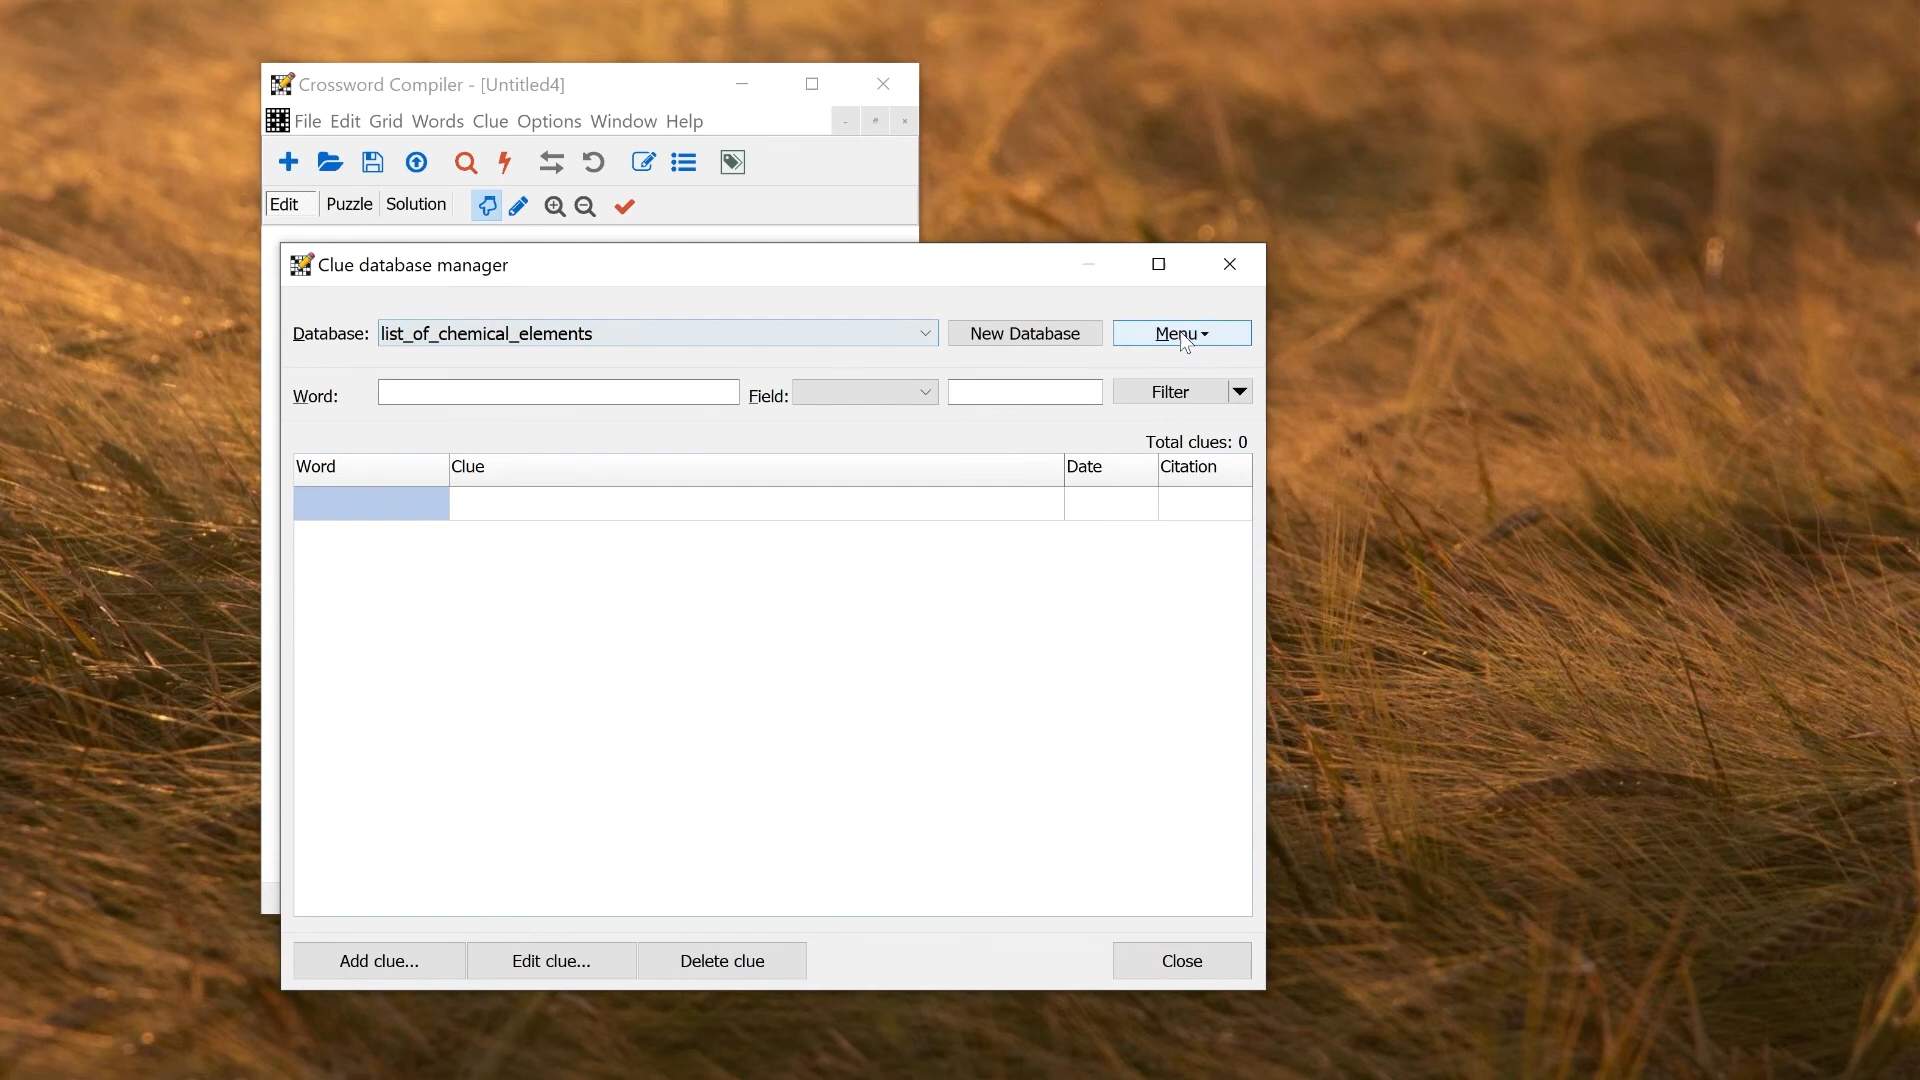 Crossword Compiler - [Untitled4]
File Edit Grid Words Clue Options Window Help
Edit Puzzle Solution
Clue database manager
Database: list_of_chemical_elements New Database Menu
Word: Field: Filter
Total clues: 0
Word Clue Date Citation
Add clue... Edit clue... Delete clue Close